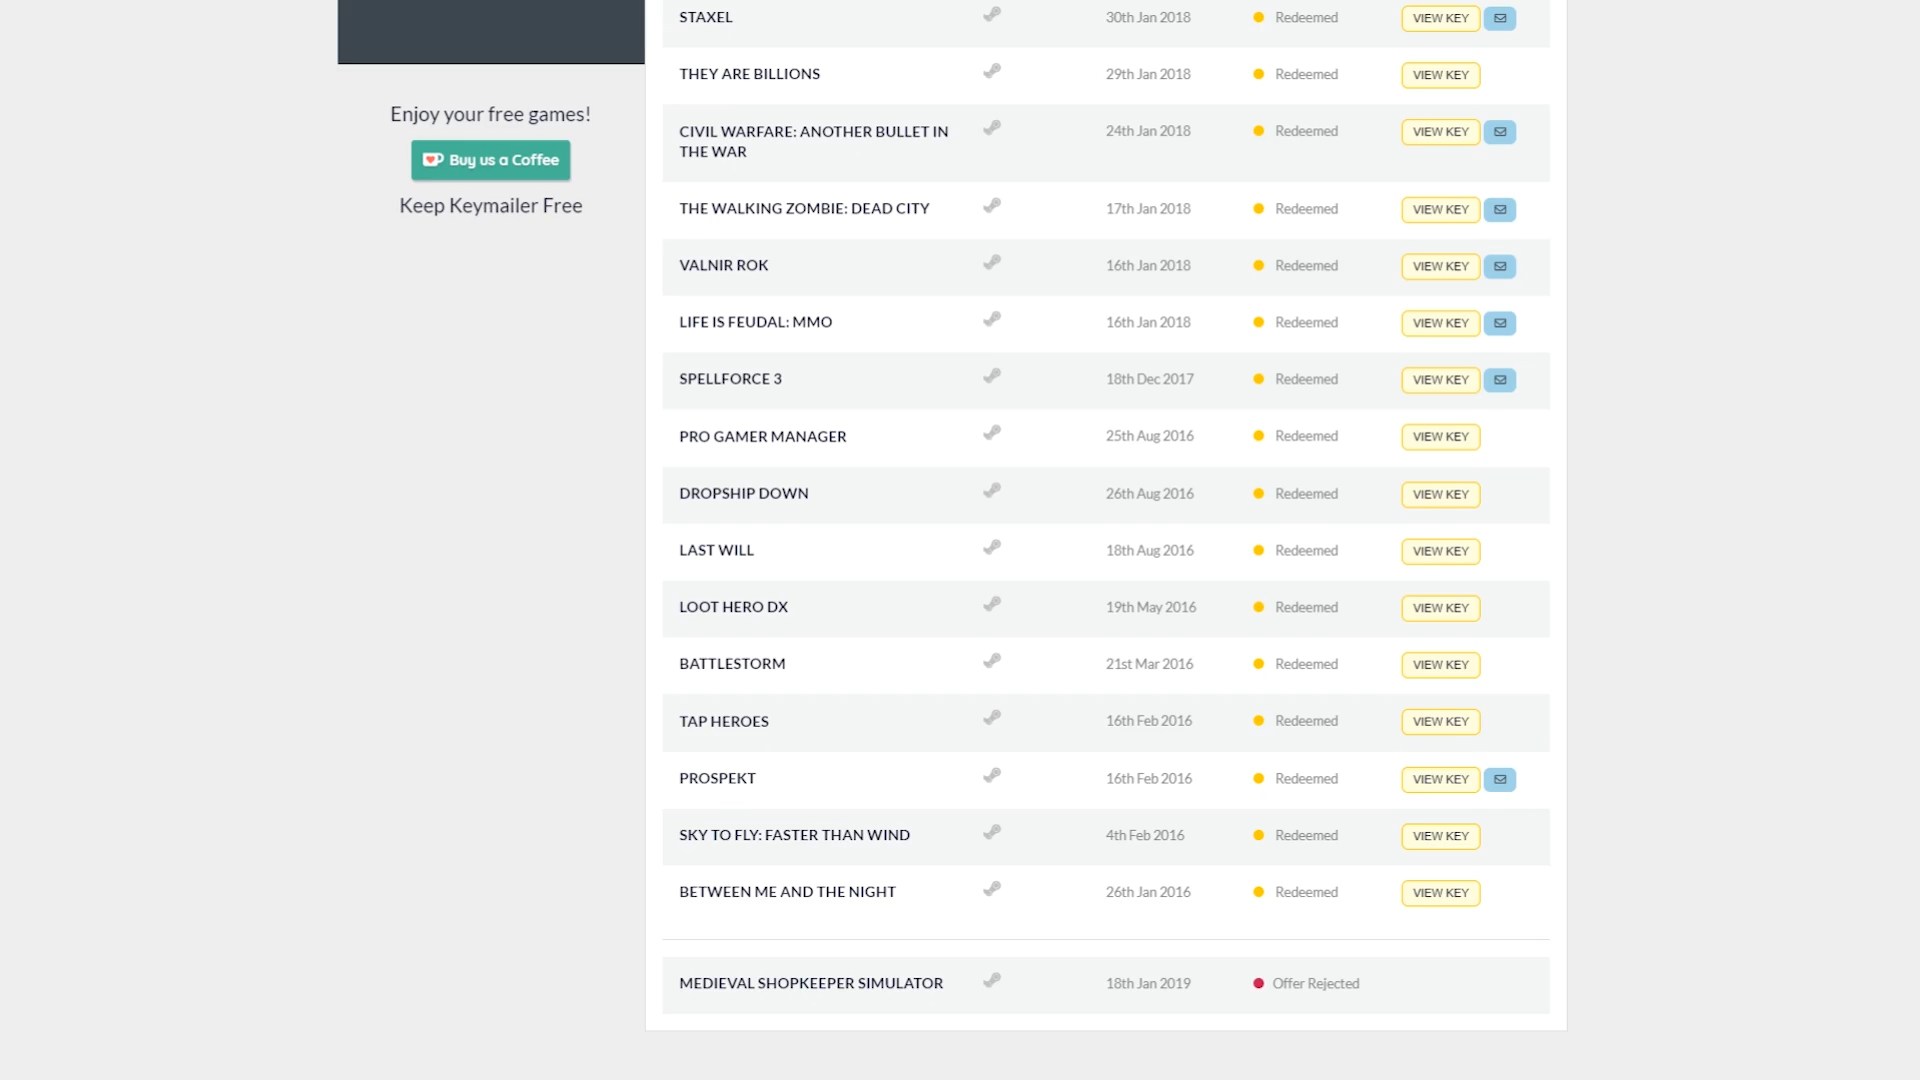 STAXEL 30th Jan 2018 Redeemed VIEW KEY
THEY ARE BILLIONS 29th Jan 2018 Redeemed VIEW KEY
Enjoy your free games!
Buy us a Coffee
Keep Keymailer Free
CIVIL WARFARE: ANOTHER BULLET IN 24th Jan 2018 Redeemed VIEW KEY
THE WAR
THE WALKING ZOMBIE: DEAD CITY 17th Jan 2018 Redeemed VIEW KEY
VALNIR ROK 16th Jan 2018 Redeemed VIEW KEY
LIFE IS FEUDAL: MMO 16th Jan 2018 Redeemed VIEW KEY
SPELLFORCE 3 18th Dec 2017 Redeemed VIEW KEY
PRO GAMER MANAGER 25th Aug 2016 Redeemed VIEW KEY
DROPSHIP DOWN 26th Aug 2016 Redeemed VIEW KEY
LAST WILL 18th Aug 2016 Redeemed VIEW KEY
LOOT HERO DX 19th May 2016 Redeemed VIEW KEY
BATTLESTORM 21st Mar 2016 Redeemed VIEW KEY
TAP HEROES 16th Feb 2016 Redeemed VIEW KEY
PROSPEKT 16th Feb 2016 Redeemed VIEW KEY
SKY TO FLY: FASTER THAN WIND 4th Feb 2016 Redeemed VIEW KEY
BETWEEN ME AND THE NIGHT 26th Jan 2016 Redeemed VIEW KEY
MEDIEVAL SHOPKEEPER SIMULATOR 18th Jan 2019 Offer Rejected